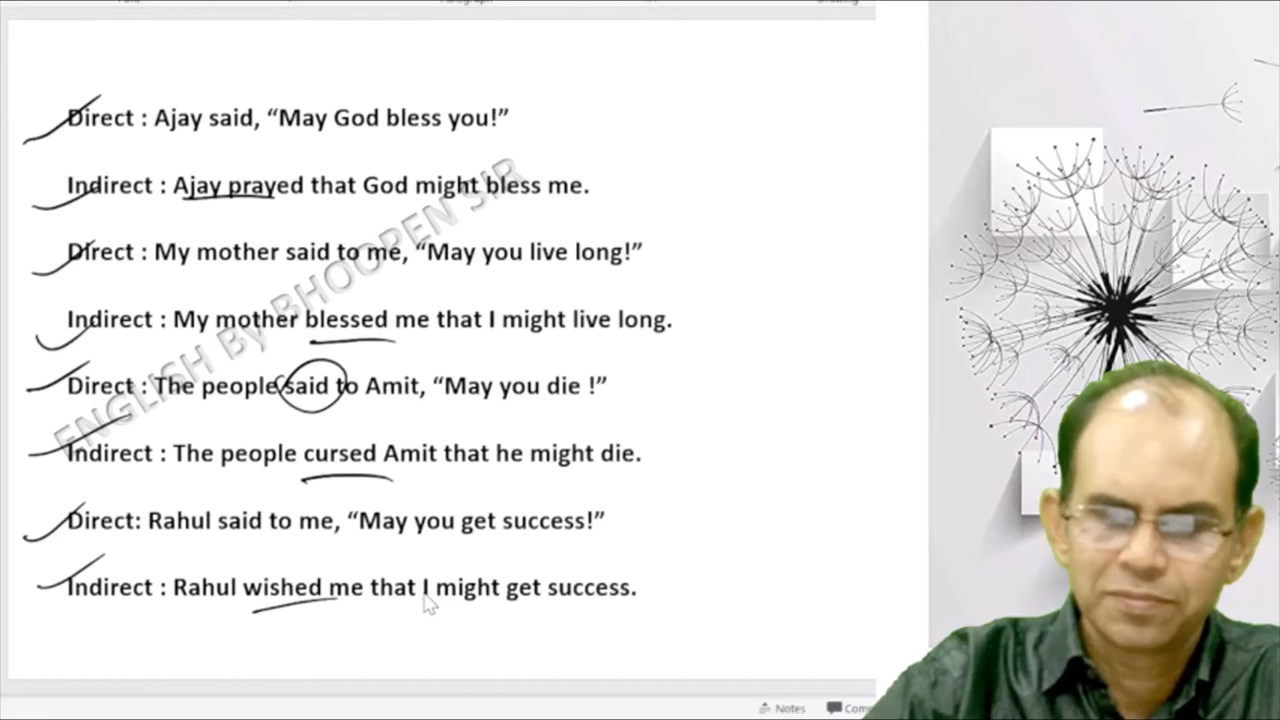 Direct : Ajay said, “May God bless you!”
Indirect : Ajay prayed that God might bless me.
Direct : My mother said to me, “May you live long!”
Indirect : My mother blessed me that I might live long.
Direct : The people said to Amit, “May you die !”
Indirect : The people cursed Amit that he might die.
Direct: Rahul said to me, “May you get success!”
Indirect : Rahul wished me that I might get success.
ENGLISH By BHOOPEN SIR
Notes